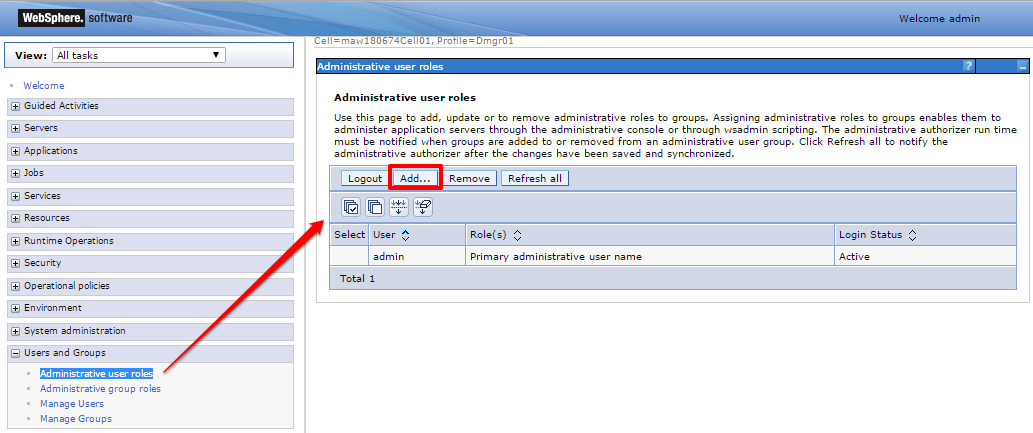 WebSphere. software
Welcome admin
View: All tasks
Welcome
Guided Activities
Servers
Applications
Jobs
Services
Resources
Runtime Operations
Security
Operational policies
Environment
System administration
Users and Groups
Administrative user roles
Administrative group roles
Manage Users
Manage Groups
Cell=maw180674Cell01, Profile=Dmgr01
Administrative user roles
?
Administrative user roles
Use this page to add, update or to remove administrative roles to groups. Assigning administrative roles to groups enables them to
administer application servers through the administrative console or through wsadmin scripting. The administrative authorizer run time
must be notified when groups are added to or removed from an administrative user group. Click Refresh all to notify the
administrative authorizer after the changes have been saved and synchronized.
Logout Add... Remove Refresh all
Select User Role(s) Login Status
admin Primary administrative user name Active
Total 1